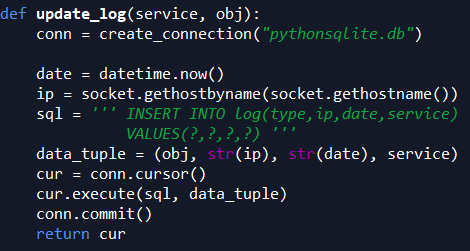 def update_log(service, obj):
    conn = create_connection("pythonsqlite.db")

    date = datetime.now()
    ip = socket.gethostbyname(socket.gethostname())
    sql = ''' INSERT INTO log(type,ip,date,service)
              VALUES(?,?,?,?) '''
    data_tuple = (obj, str(ip), str(date), service)
    cur = conn.cursor()
    cur.execute(sql, data_tuple)
    conn.commit()
    return cur